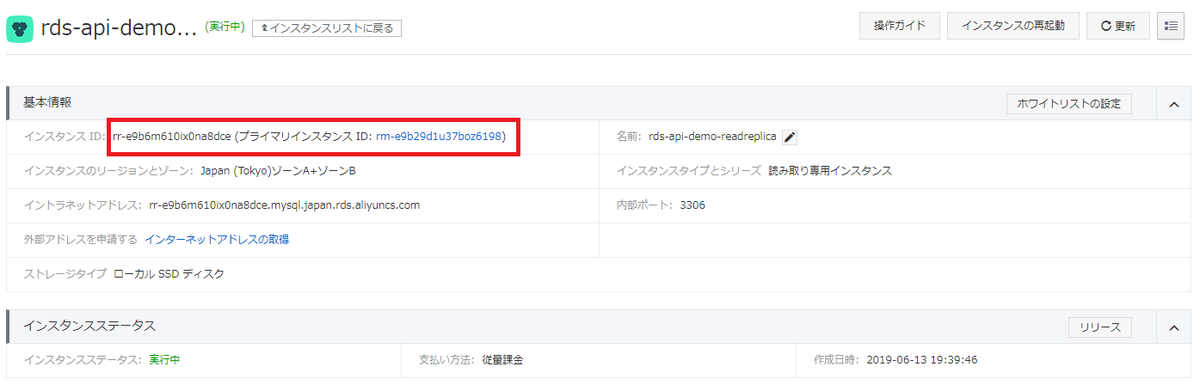 rds-api-demo... (実行中) インスタンスリストに戻る 操作ガイド インスタンスの再起動 更新
基本情報 ホワイトリストの設定
インスタンス ID: rr-e9b6m610ix0na8dce (プライマリインスタンス ID: rm-e9b29d1u37boz6198) 名前: rds-api-demo-readreplica
インスタンスのリージョンとゾーン: Japan (Tokyo)ゾーンA+ゾーンB インスタンスタイプとシリーズ 読み取り専用インスタンス
イントラネットアドレス: rr-e9b6m610ix0na8dce.mysql.japan.rds.aliyuncs.com 内部ポート: 3306
外部アドレスを申請する インターネットアドレスの取得
ストレージタイプ ローカル SSD ディスク
インスタンスステータス リリース
インスタンスステータス: 実行中 支払い方法: 従量課金 作成日時: 2019-06-13 19:39:46